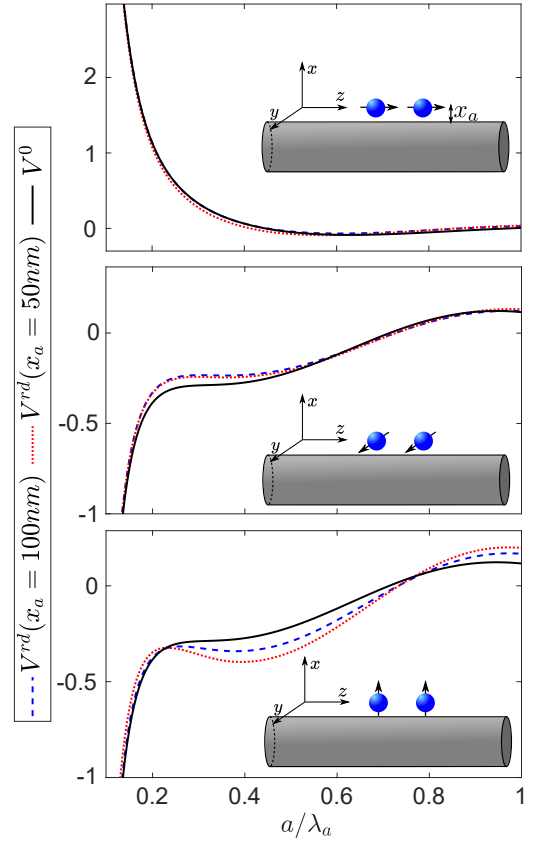 V^{rd}(x_a = 100nm) V^{rd}(x_a = 50nm) V^0
2
1
0
x
y
z
x_a
0
-0.5
-1
x
y
z
0
-0.5
-1
x
y
z
0.2 0.4 0.6 0.8 1
a/λ_a